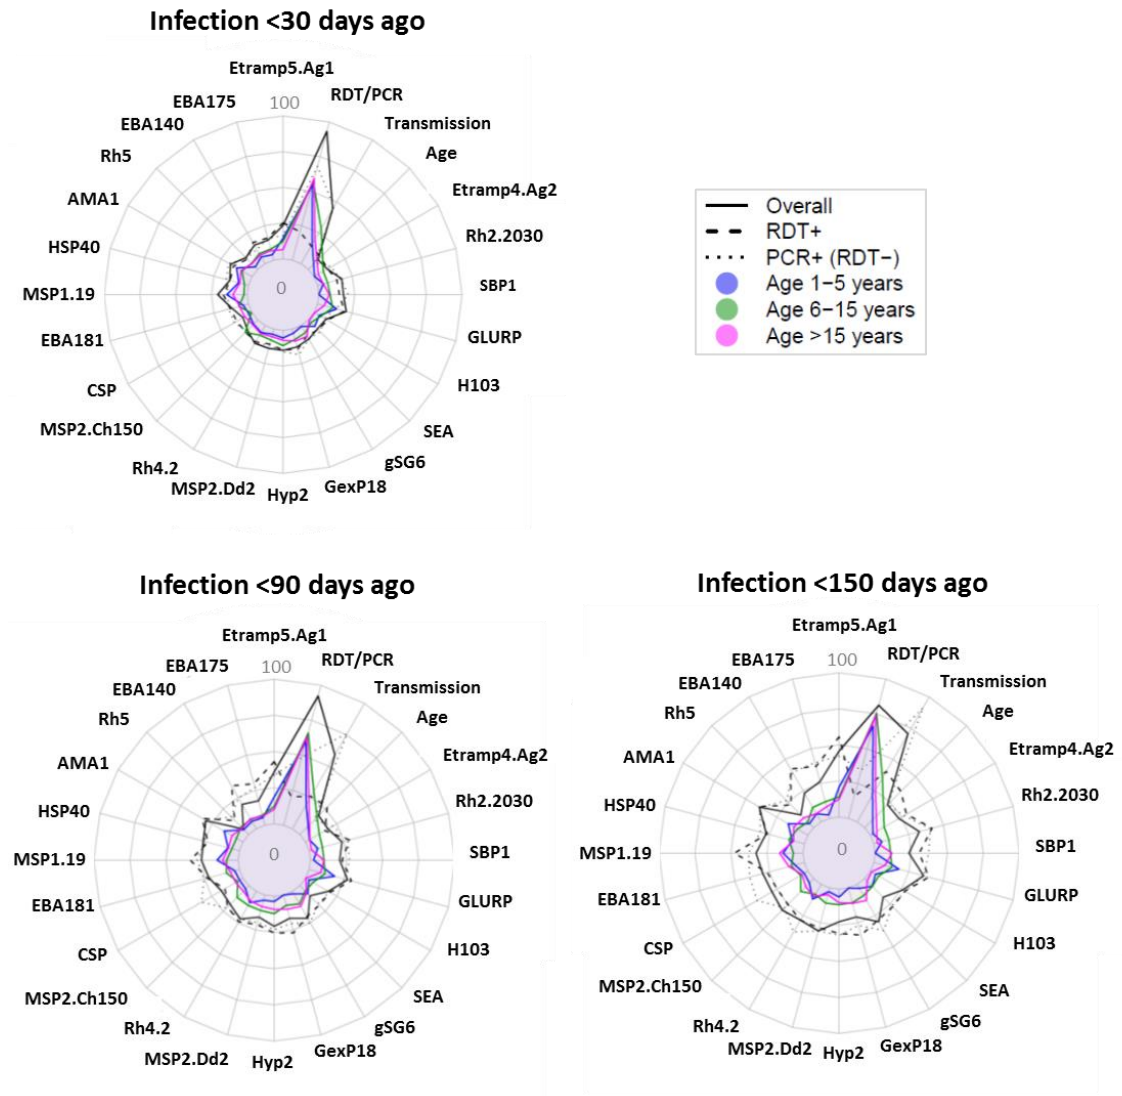 Infection <30 days ago
Etramp5.Ag1
100
RDT/PCR
Transmission
Age
Etramp4.Ag2
Rh2.2030
SBP1
GLURP
H103
SEA
gSG6
GexP18
Hyp2
MSP2.Dd2
Rh4.2
MSP2.Ch150
CSP
EBA181
MSP1.19
HSP40
AMA1
Rh5
EBA140
EBA175
0
Overall
RDT+
PCR+ (RDT−)
Age 1−5 years
Age 6−15 years
Age >15 years
Infection <90 days ago
Etramp5.Ag1
100
RDT/PCR
Transmission
Age
Etramp4.Ag2
Rh2.2030
SBP1
GLURP
H103
SEA
gSG6
GexP18
Hyp2
MSP2.Dd2
Rh4.2
MSP2.Ch150
CSP
EBA181
MSP1.19
HSP40
AMA1
Rh5
EBA140
EBA175
0
Infection <150 days ago
Etramp5.Ag1
100
RDT/PCR
Transmission
Age
Etramp4.Ag2
Rh2.2030
SBP1
GLURP
H103
SEA
gSG6
GexP18
Hyp2
MSP2.Dd2
Rh4.2
MSP2.Ch150
CSP
EBA181
MSP1.19
HSP40
AMA1
Rh5
EBA140
EBA175
0